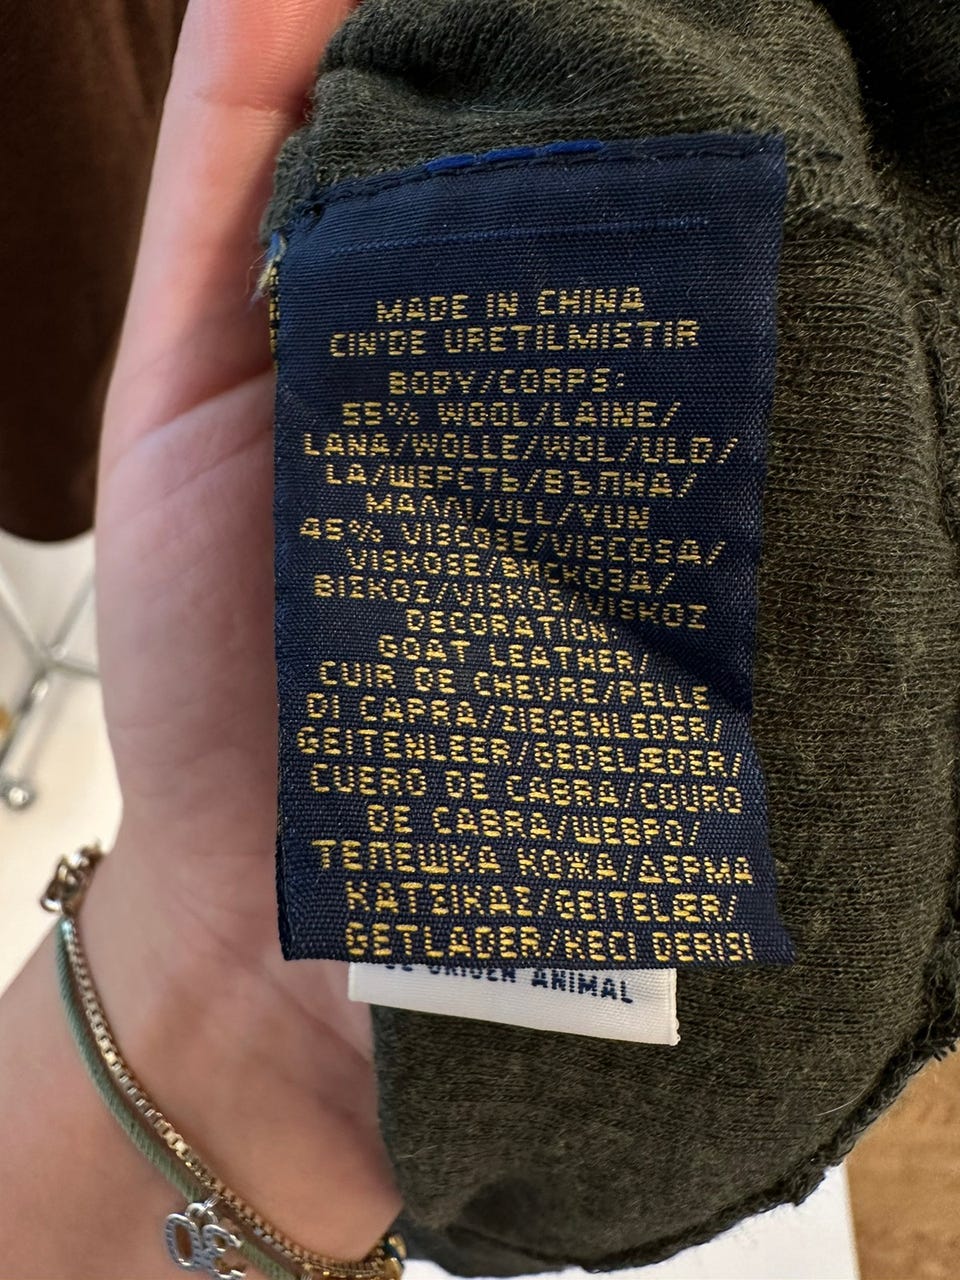 MADE IN CHINA
CIN'DE URETILMISTIR
BODY/CORPS:
55% WOOL/LAINE/
LANA/WOLLE/WOL/ULD/
LA/ШЕРСТЬ/ВЪЛНА/
ΜΑΛΛΙ/ULL/YUN
45% VISCOSE/VISCOSA/
VISKOSE/ВИСКОЗА/
ΒΙΣΚΟΖ/VISKOS/VISKOZ
DECORATION:
GOAT LEATHER/
CUIR DE CHEVRE/PELLE
DI CAPRA/ZIEGENLEDER/
GEITENLEER/GEDELÆDER/
CUERO DE CABRA/COURO
DE CABRA/ШЕВРО/
ТЕЛЕШКА КОЖА/ΔΕΡΜΑ
ΚΑΤΣΙΚΑΣ/GEITELÆR/
GETLADER/KECI DERISI
DE ORIGEN ANIMAL